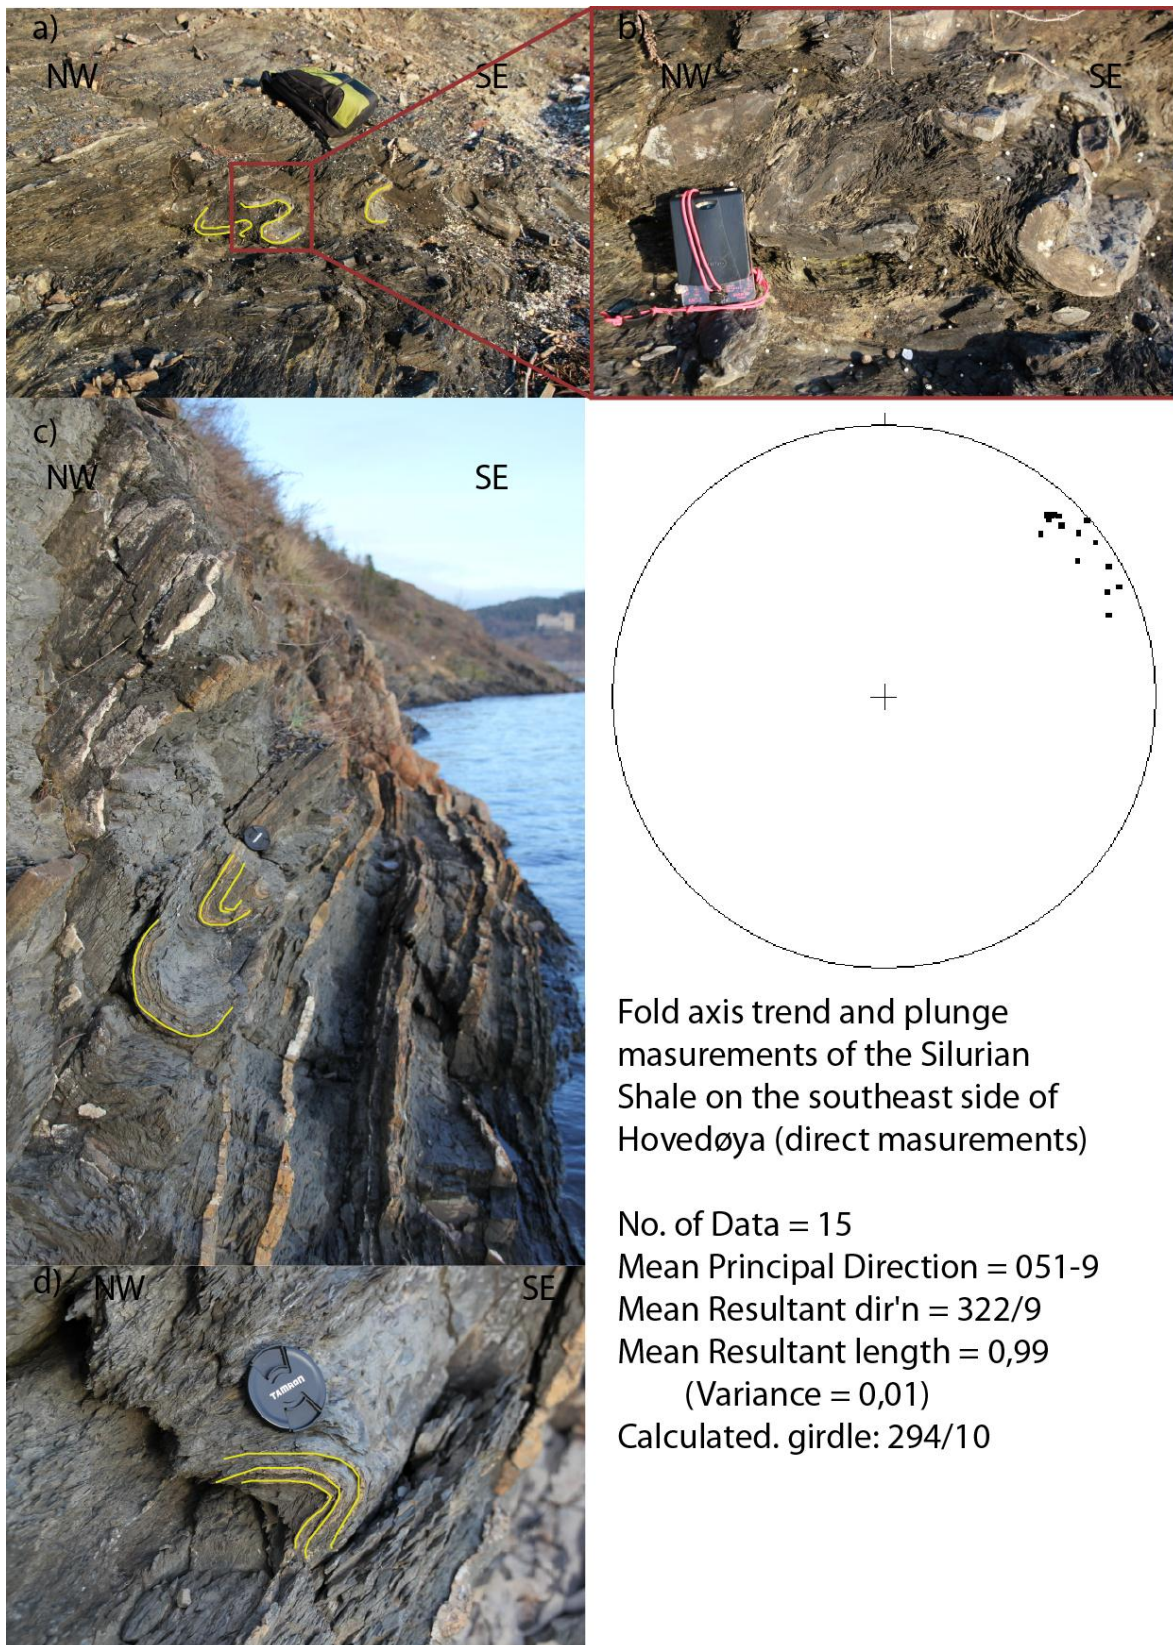 a)
NW
SE
b)
NW
SE
c)
NW
SE
d)
NW
SE
TAMRON
Fold axis trend and plunge
masurements of the Silurian
Shale on the southeast side of
Hovedøya (direct masurements)
No. of Data = 15
Mean Principal Direction = 051-9
Mean Resultant dir'n = 322/9
Mean Resultant length = 0,99
(Variance = 0,01)
Calculated. girdle: 294/10